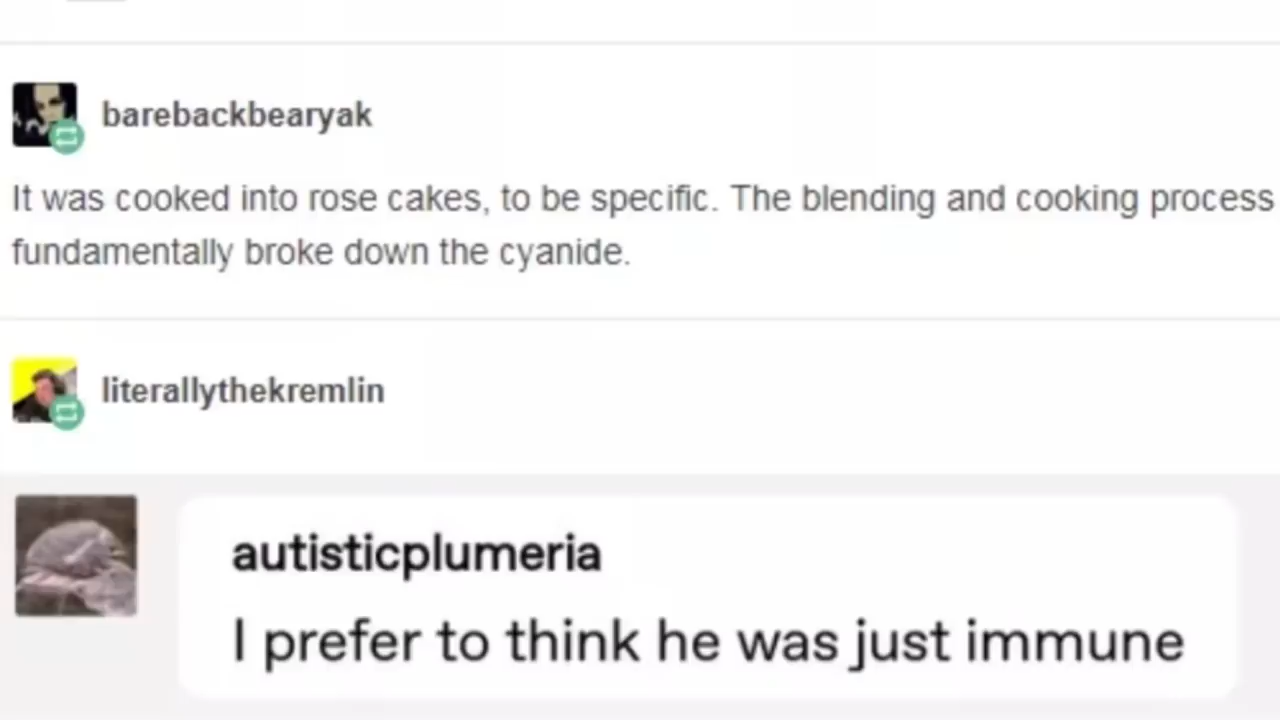 barebackbearyak
It was cooked into rose cakes, to be specific. The blending and cooking process
fundamentally broke down the cyanide.
literallythekremlin
autisticplumeria
I prefer to think he was just immune